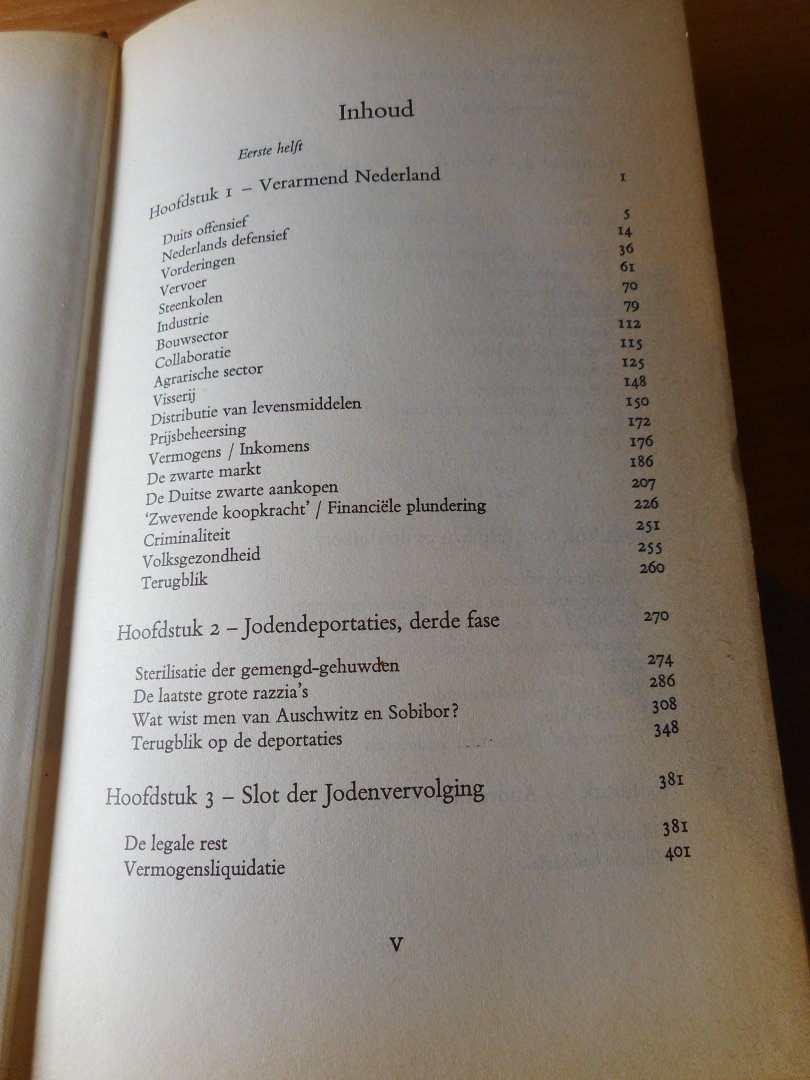 Inhoud
Eerste helft
Hoofdstuk 1 – Verarmend Nederland 1
Duits offensief 5
Nederlands defensief 14
Vorderingen 36
Vervoer 61
Steenkolen 70
Industrie 79
Bouwsector 112
Collaboratie 115
Agrarische sector 125
Visserij 148
Distributie van levensmiddelen 150
Prijsbeheersing 172
Vermogens / Inkomens 176
De zwarte markt 186
De Duitse zwarte aankopen 207
‘Zwevende koopkracht’ / Financiële plundering 226
Criminaliteit 251
Volksgezondheid 255
Terugblik 260
Hoofdstuk 2 – Jodendeportaties, derde fase 270
Sterilisatie der gemengd-gehuwden 274
De laatste grote razzia's 286
Wat wist men van Auschwitz en Sobibor? 308
Terugblik op de deportaties 348
Hoofdstuk 3 – Slot der Jodenvervolging 381
De legale rest 381
Vermogensliquidatie 401
V